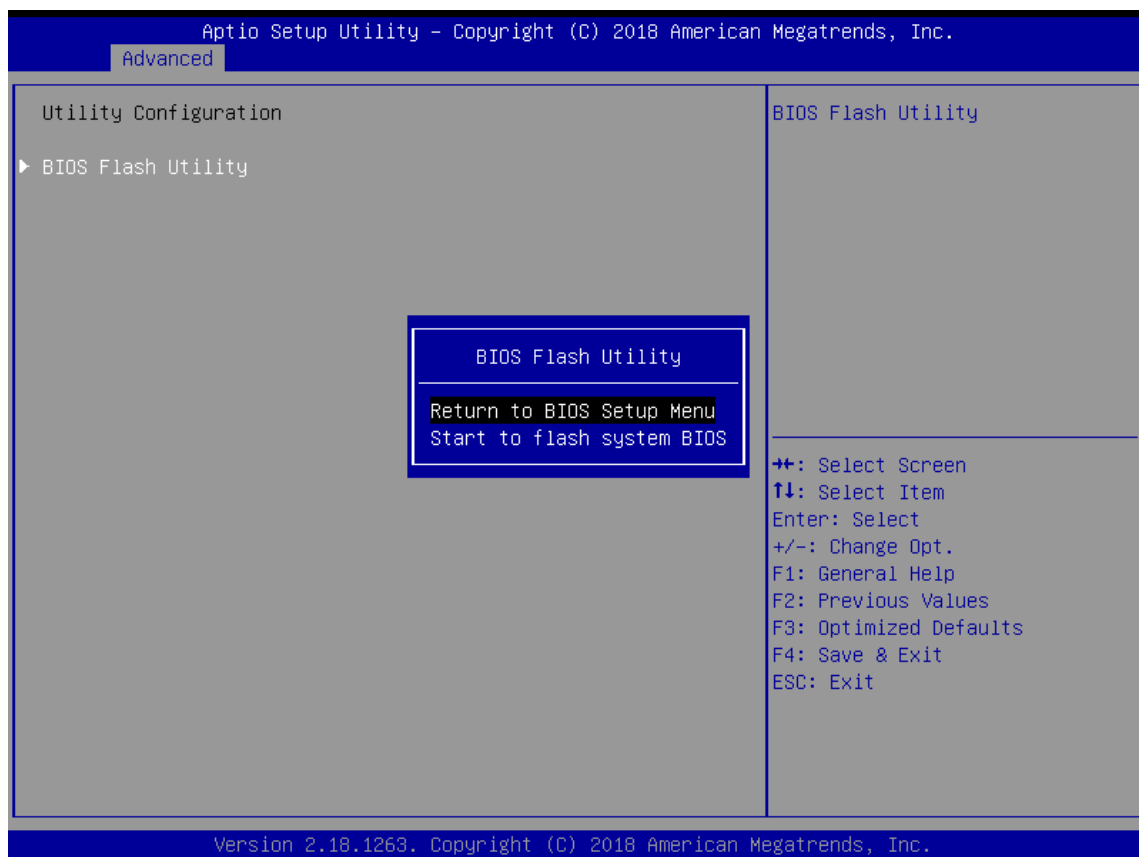 Aptio Setup Utility – Copyright (C) 2018 American Megatrends, Inc.
Advanced
Utility Configuration
BIOS Flash Utility
BIOS Flash Utility
Return to BIOS Setup Menu
Start to flash system BIOS
BIOS Flash Utility
→←: Select Screen
↑↓: Select Item
Enter: Select
+/-: Change Opt.
F1: General Help
F2: Previous Values
F3: Optimized Defaults
F4: Save & Exit
ESC: Exit
Version 2.18.1263. Copyright (C) 2018 American Megatrends, Inc.